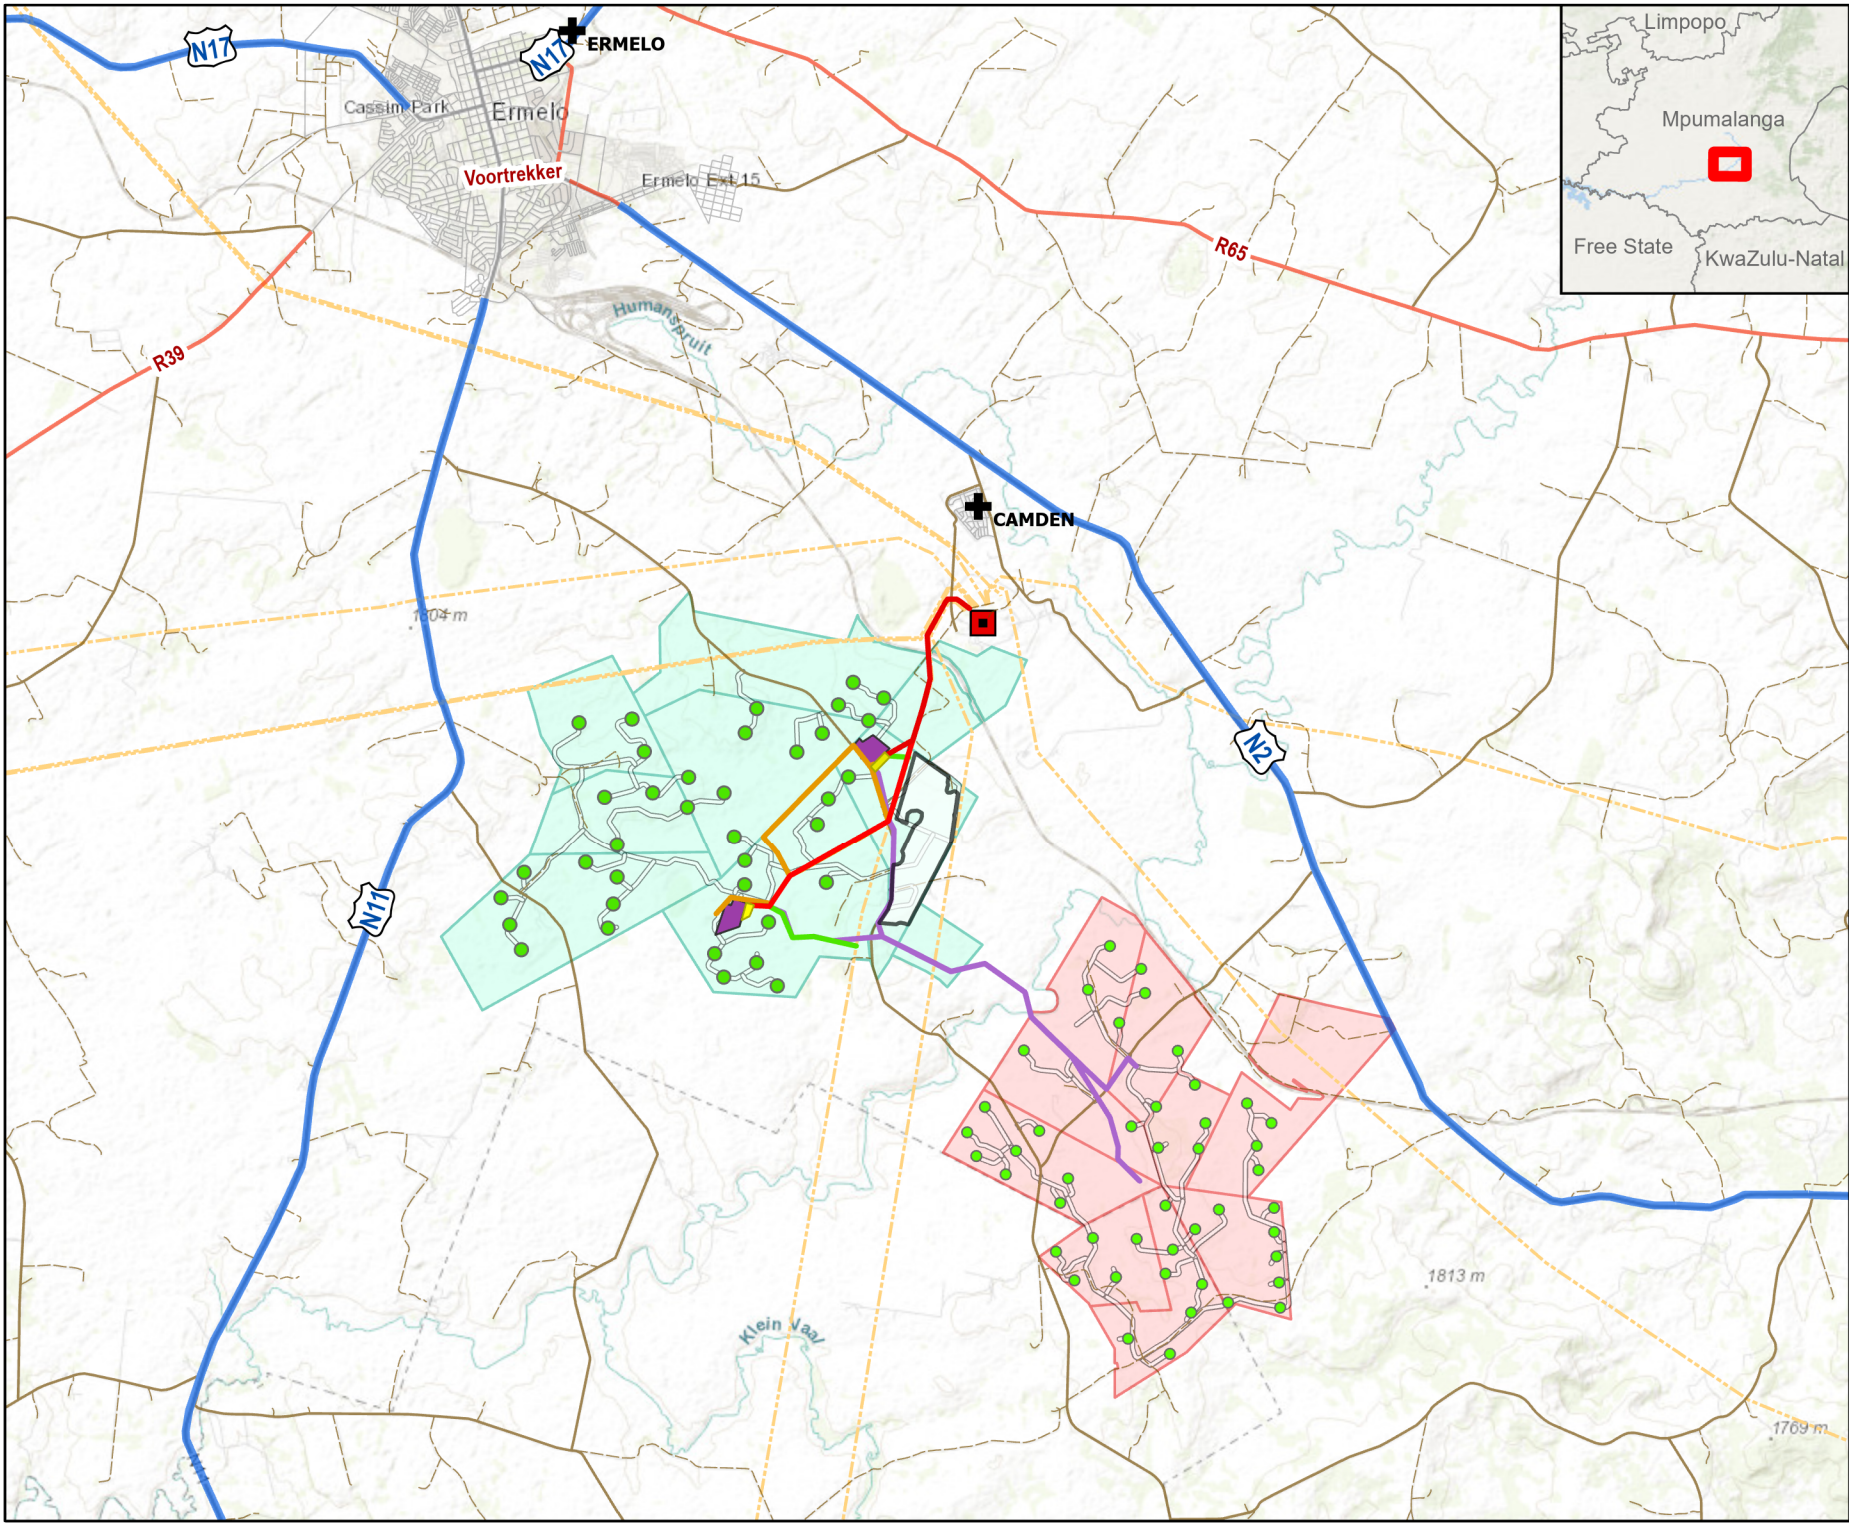 N17
N17
ERMELO
Limpopo
Cassim Park
Ermelo
Mpumalanga
Voortrekker
Ermelo Ext 15
R65
Free State
KwaZulu-Natal
Humanspruit
R39
CAMDEN
1804 m
N2
N11
1813 m
Klein Vaal
1769 m
N11